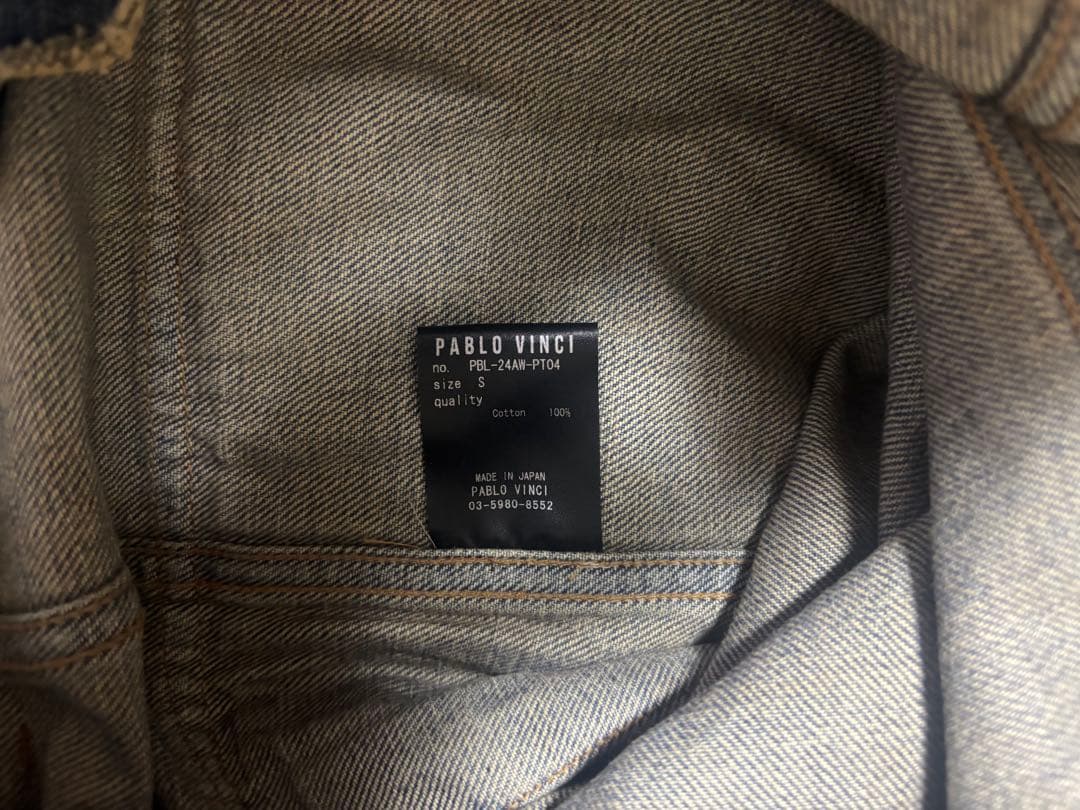 PABLO VINCI
no. PBL-24AW-PT04
size S
quality
Cotton 100%
MADE IN JAPAN
PABLO VINCI
03-5980-8552